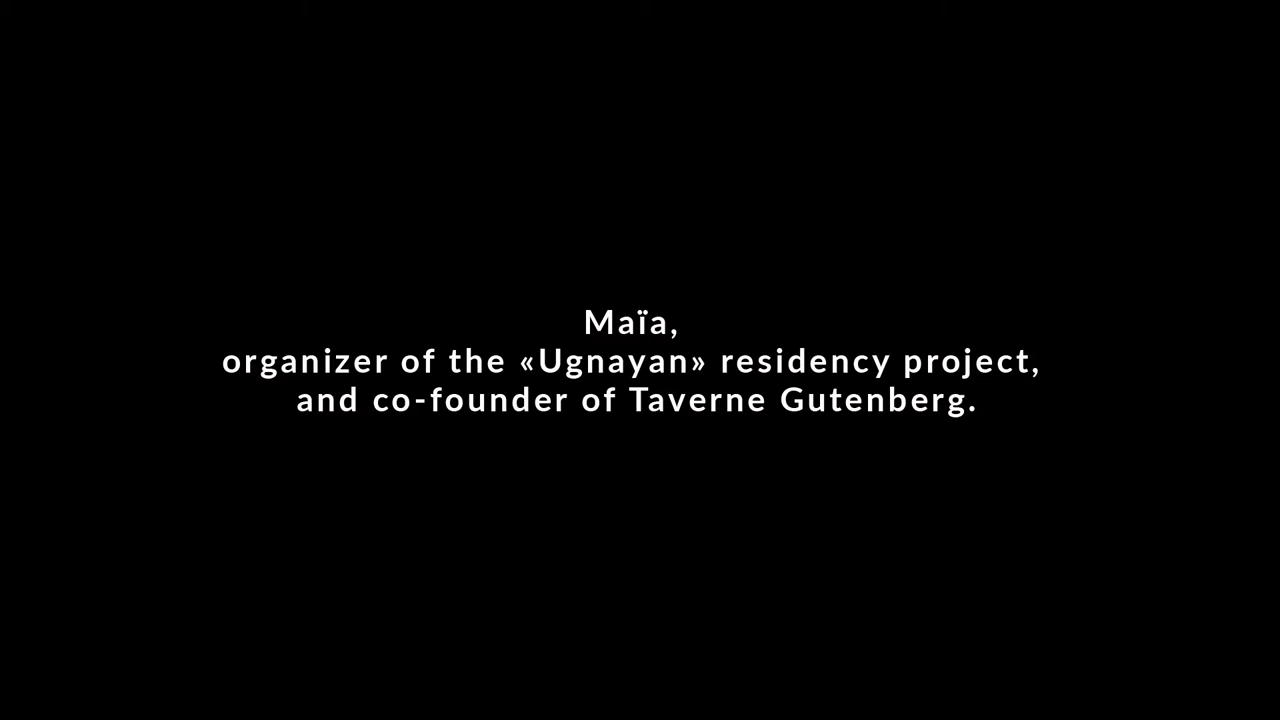 Maïa,
organizer of the «Ugnayan» residency project,
and co-founder of Taverne Gutenberg.